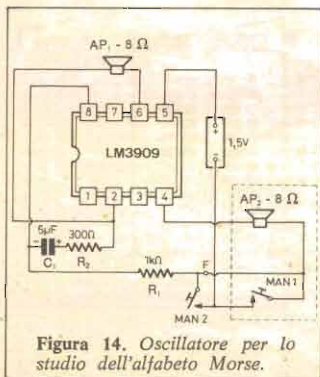 AP₁ - 8 Ω
8 7 6 5
LM3909
1 2 3 4
+
1,5V
-
AP₂ - 8 Ω
5µF
- +
C₁
300Ω
R₂
1kΩ
R₁
F
MAN 1
MAN 2
Figura 14. Oscillatore per lo
studio dell'alfabeto Morse.